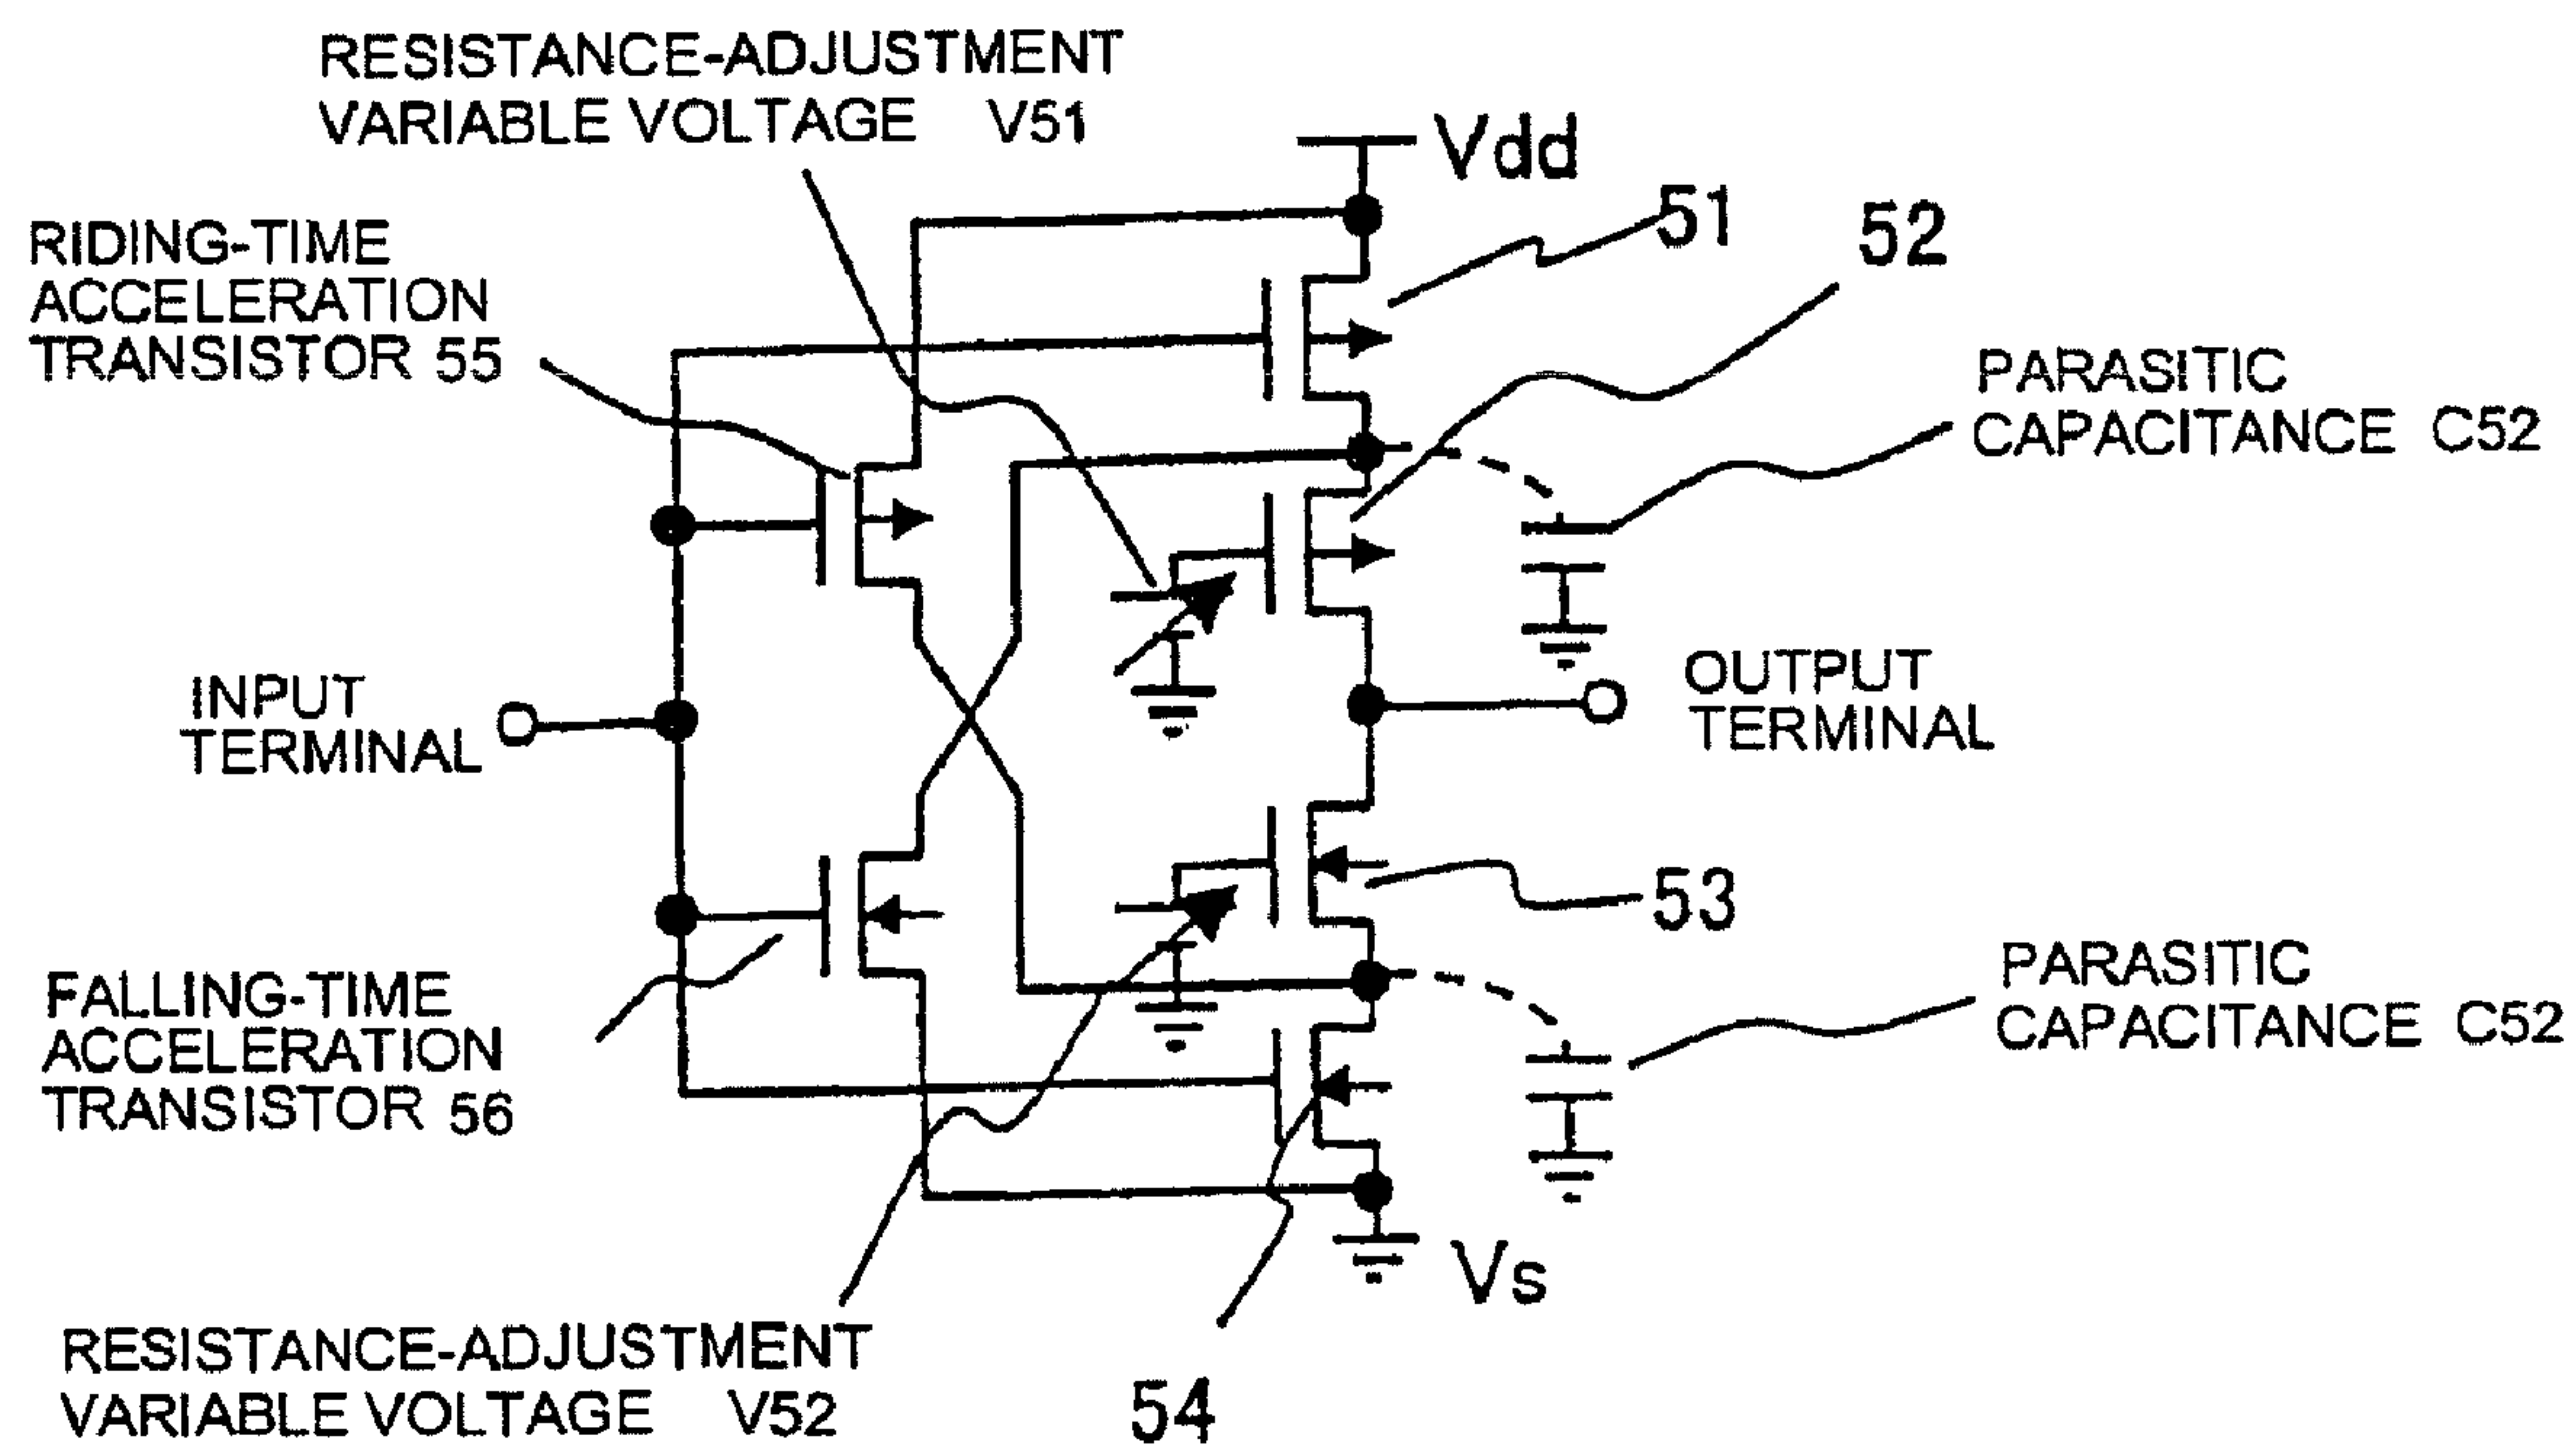 RESISTANCE-ADJUSTMENT
VARIABLE VOLTAGE V51
Vdd
51
52
RIDING-TIME
ACCELERATION
TRANSISTOR 55
PARASITIC
CAPACITANCE C52
INPUT
TERMINAL
OUTPUT
TERMINAL
53
FALLING-TIME
ACCELERATION
TRANSISTOR 56
PARASITIC
CAPACITANCE C52
Vs
RESISTANCE-ADJUSTMENT
VARIABLE VOLTAGE V52
54